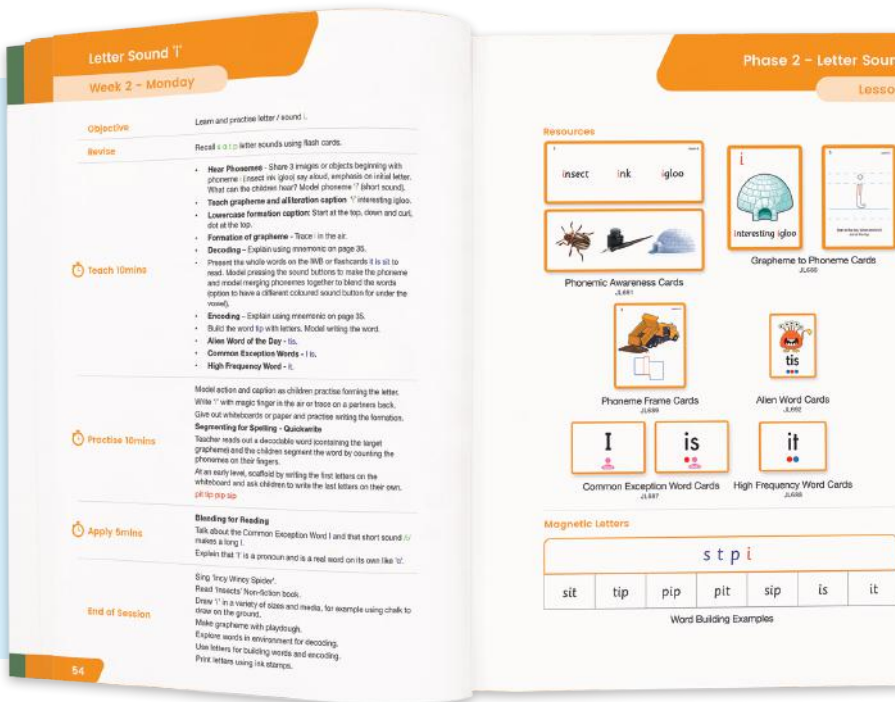 Letter Sound 'i'
Week 2 - Monday
Objective
Learn and practise letter / sound i.
Revise
Recall s a t p letter sounds using flash cards.
Teach 10mins
• Hear Phonemes - Share 3 images or objects beginning with
phoneme i (insect ink igloo) say aloud, emphasis on initial letter.
What can the children hear? Model phoneme 'i' (short sound).
• Teach grapheme and alliteration caption 'i' interesting igloo.
• Lowercase formation caption: Start at the top, down and curl,
dot at the top.
• Formation of grapheme - Trace i in the air.
• Decoding – Explain using mnemonic on page 35.
• Present the whole words on the IWB or flashcards it is sit to
read. Model pressing the sound buttons to make the phoneme
and model merging phonemes together to blend the words
(option to have a different coloured sound button for under the
vowel).
• Encoding – Explain using mnemonic on page 35.
• Build the word tip with letters. Model writing the word.
• Alien Word of the Day - tis.
• Common Exception Words - I is.
• High Frequency Word - it.
Practise 10mins
Model action and caption as children practise forming the letter.
Write 'i' with magic finger in the air or trace on a partners back.
Give out whiteboards or paper and practise writing the formation.
Segmenting for Spelling - Quickwrite
Teacher reads out a decodable word (containing the target
grapheme) and the children segment the word by counting the
phonemes on their fingers.
At an early level, scaffold by writing the first letters on the
whiteboard and ask children to write the last letters on their own.
pit tip pip sip
Apply 5mins
Blending for Reading
Talk about the Common Exception Word I and that short sound /i/
makes a long I.
Explain that 'I' is a pronoun and is a real word on its own like 'a'.
End of Session
Sing 'Incy Wincy Spider'.
Read 'Insects' Non-fiction book.
Draw 'i' in a variety of sizes and media, for example using chalk to
draw on the ground.
Make grapheme with playdough.
Explore words in environment for decoding.
Use letters for building words and encoding.
Print letters using ink stamps.
54
Phase 2 - Letter Soun
Lesso
Resources
insect ink igloo
Phonemic Awareness Cards
JL681
i
interesting igloo
Grapheme to Phoneme Cards
Phoneme Frame Cards
tis
Alien Word Cards
JL692
I
is
Common Exception Word Cards
JL687
it
High Frequency Word Cards
Magnetic Letters
s t p i
sit tip pip pit sip is it
Word Building Examples